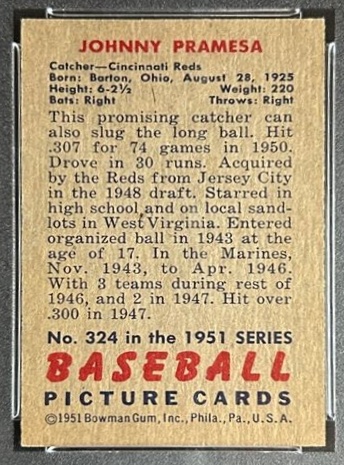 JOHNNY PRAMESA
Catcher—Cincinnati Reds
Born: Barton, Ohio, August 28, 1925
Height: 6-2½ Weight: 220
Bats: Right Throws: Right
This promising catcher can
also slug the long ball. Hit
.307 for 74 games in 1950.
Drove in 30 runs. Acquired
by the Reds from Jersey City
in the 1948 draft. Starred in
high school and on local sand-
lots in West Virginia. Entered
organized ball in 1943 at the
age of 17. In the Marines,
Nov. 1943, to Apr. 1946.
With 3 teams during rest of
1946, and 2 in 1947. Hit over
.300 in 1947.
No. 324 in the 1951 SERIES
BASEBALL
PICTURE CARDS
©1951 Bowman Gum, Inc., Phila., Pa., U.S.A.